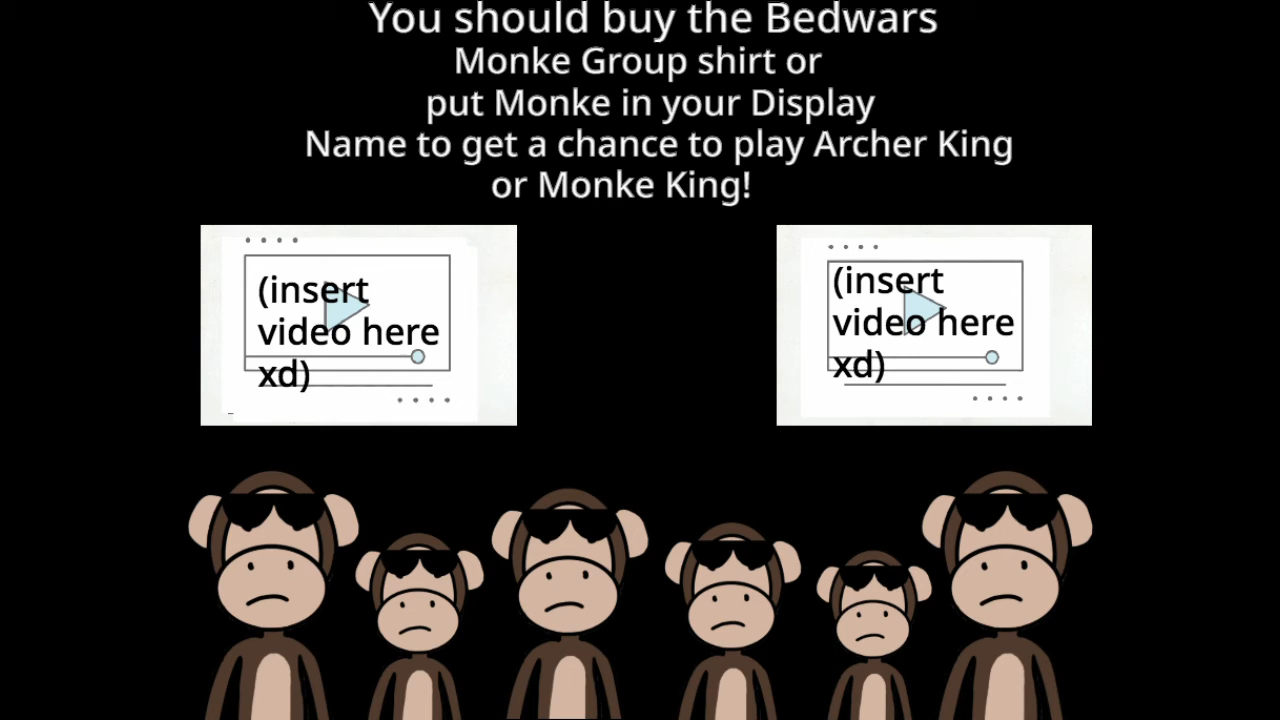 You should buy the Bedwars
Monke Group shirt or
put Monke in your Display
Name to get a chance to play Archer King
or Monke King!
(insert
video here
xd)
(insert
video here
xd)